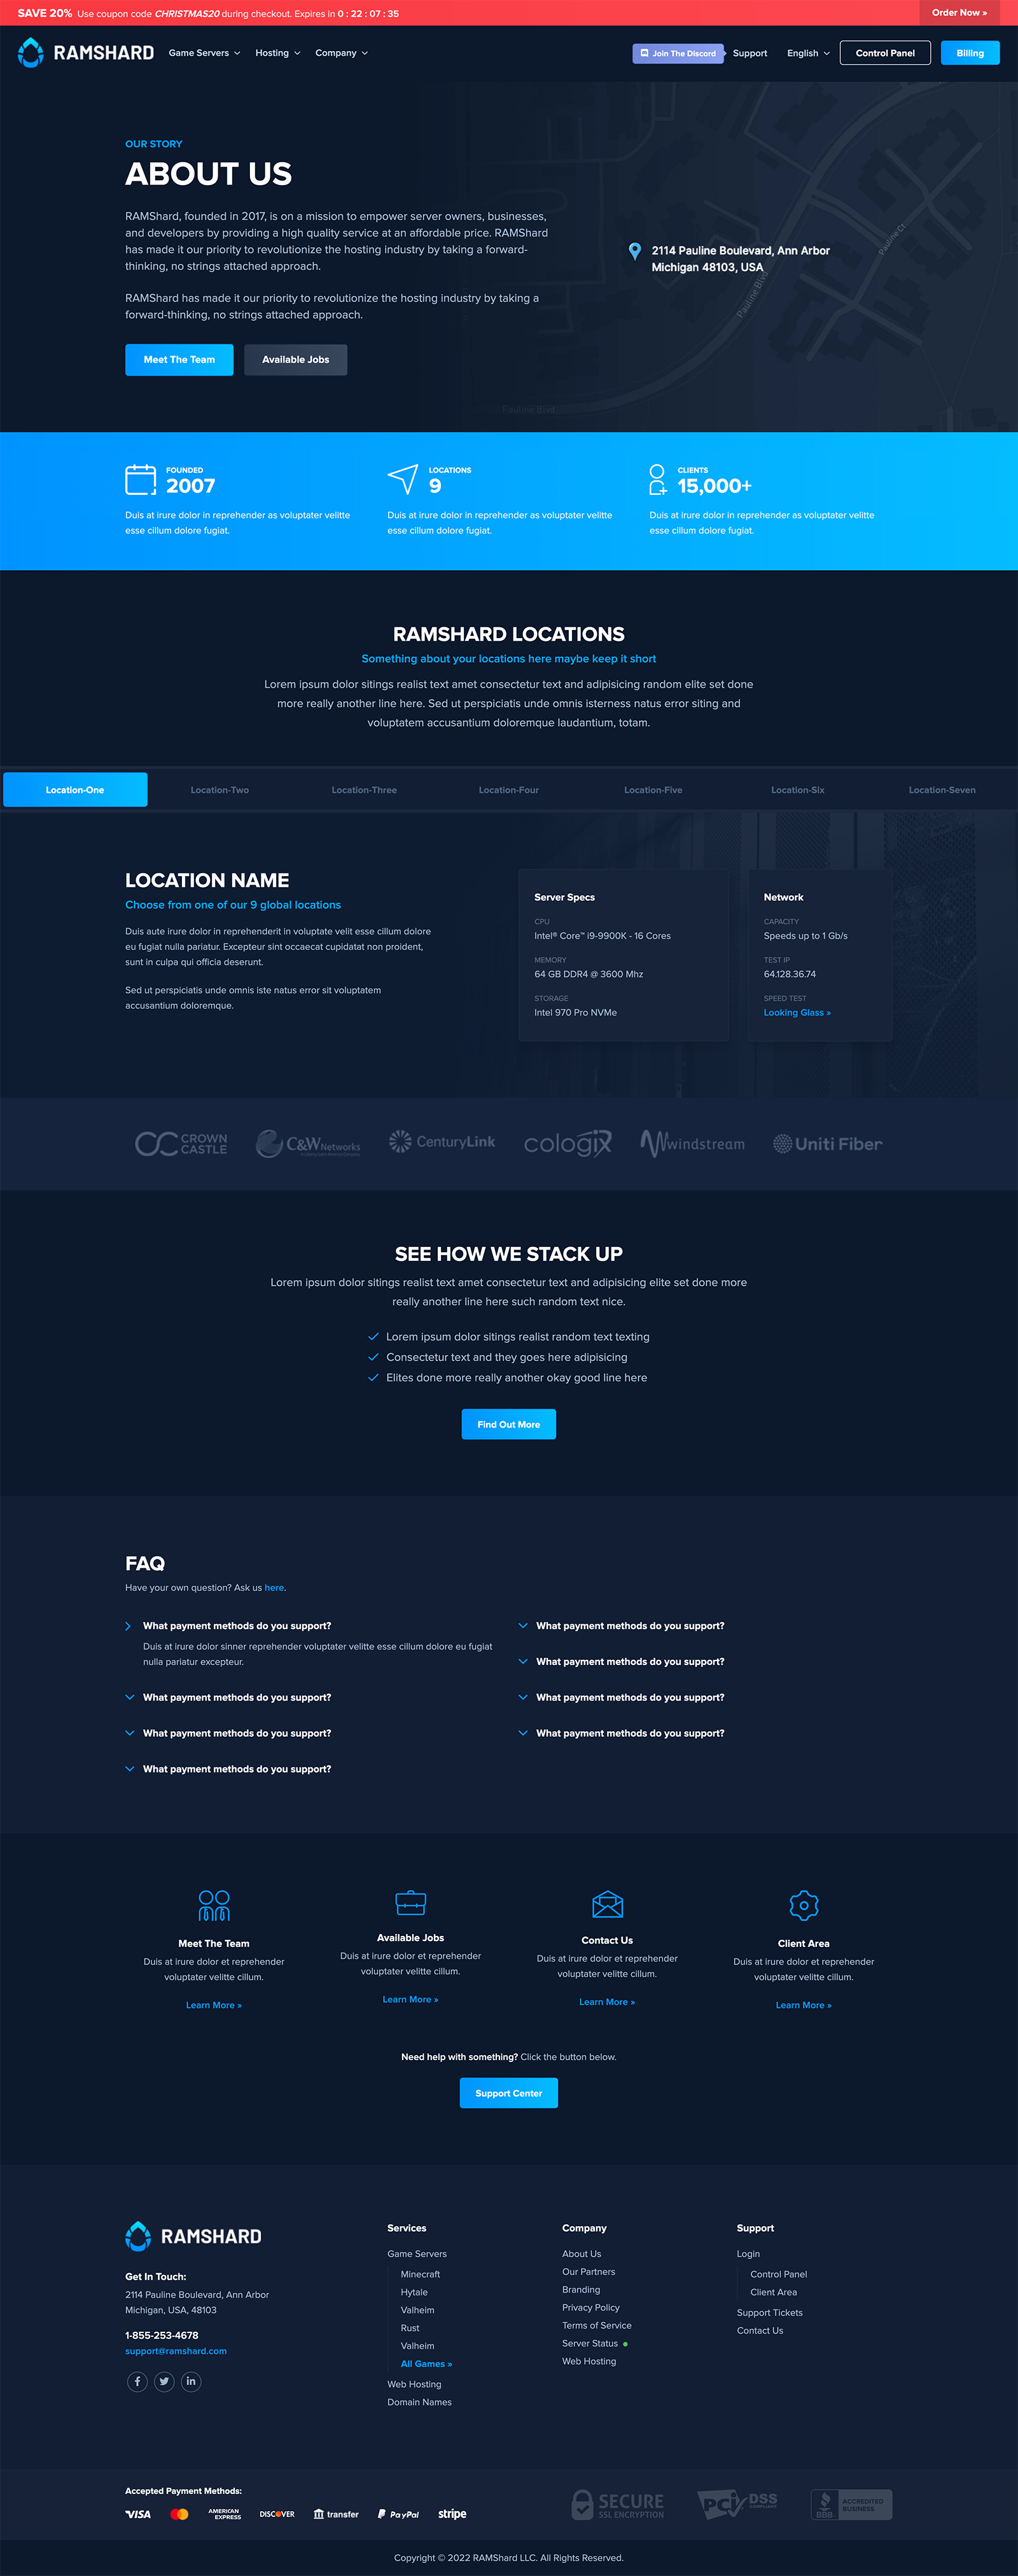 SAVE 20% Use coupon code CHRISTMAS20 during checkout. Expires in 0 : 22 : 07 : 35
Order Now »
RAMSHARD
Game Servers
Hosting
Company
Join The Discord
Support
English
Control Panel
Billing
OUR STORY
ABOUT US
RAMShard, founded in 2017, is on a mission to empower server owners, businesses,
and developers by providing a high quality service at an affordable price. RAMShard
has made it our priority to revolutionize the hosting industry by taking a forward-
thinking, no strings attached approach.
RAMShard has made it our priority to revolutionize the hosting industry by taking a
forward-thinking, no strings attached approach.
Meet The Team
Available Jobs
2114 Pauline Boulevard, Ann Arbor
Michigan 48103, USA
Pauline Ct
Pauline Blvd
Pauline Blvd
FOUNDED
2007
Duis at irure dolor in reprehender as voluptater velitte
esse cillum dolore fugiat.
LOCATIONS
9
Duis at irure dolor in reprehender as voluptater velitte
esse cillum dolore fugiat.
CLIENTS
15,000+
Duis at irure dolor in reprehender as voluptater velitte
esse cillum dolore fugiat.
RAMSHARD LOCATIONS
Something about your locations here maybe keep it short
Lorem ipsum dolor sitings realist text amet consectetur text and adipisicing random elite set done
more really another line here. Sed ut perspiciatis unde omnis isterness natus error siting and
voluptatem accusantium doloremque laudantium, totam.
Location-One
Location-Two
Location-Three
Location-Four
Location-Five
Location-Six
Location-Seven
LOCATION NAME
Choose from one of our 9 global locations
Duis aute irure dolor in reprehenderit in voluptate velit esse cillum dolore
eu fugiat nulla pariatur. Excepteur sint occaecat cupidatat non proident,
sunt in culpa qui officia deserunt.
Sed ut perspiciatis unde omnis iste natus error sit voluptatem
accusantium doloremque.
Server Specs
CPU
Intel® Core™ i9-9900K - 16 Cores
MEMORY
64 GB DDR4 @ 3600 Mhz
STORAGE
Intel 970 Pro NVMe
Network
CAPACITY
Speeds up to 1 Gb/s
TEST IP
64.128.36.74
SPEED TEST
Looking Glass »
CROWN
CASTLE
C&W Networks
CenturyLink
cologix
windstream
Uniti Fiber
SEE HOW WE STACK UP
Lorem ipsum dolor sitings realist text amet consectetur text and adipisicing elite set done more
really another line here such random text nice.
Lorem ipsum dolor sitings realist random text texting
Consectetur text and they goes here adipisicing
Elites done more really another okay good line here
Find Out More
FAQ
Have your own question? Ask us here.
What payment methods do you support?
Duis at irure dolor sinner reprehender voluptater velitte esse cillum dolore eu fugiat
nulla pariatur excepteur.
What payment methods do you support?
What payment methods do you support?
What payment methods do you support?
What payment methods do you support?
What payment methods do you support?
What payment methods do you support?
What payment methods do you support?
Meet The Team
Duis at irure dolor et reprehender
voluptater velitte cillum.
Learn More »
Available Jobs
Duis at irure dolor et reprehender
voluptater velitte cillum.
Learn More »
Contact Us
Duis at irure dolor et reprehender
voluptater velitte cillum.
Learn More »
Client Area
Duis at irure dolor et reprehender
voluptater velitte cillum.
Learn More »
Need help with something? Click the button below.
Support Center
RAMSHARD
Get In Touch:
2114 Pauline Boulevard, Ann Arbor
Michigan, USA, 48103
1-855-253-4678
support@ramshard.com
Services
Game Servers
Minecraft
Hytale
Valheim
Rust
Valheim
All Games »
Web Hosting
Domain Names
Company
About Us
Our Partners
Branding
Privacy Policy
Terms of Service
Server Status
Web Hosting
Support
Login
Control Panel
Client Area
Support Tickets
Contact Us
Accepted Payment Methods:
VISA
AMERICAN
EXPRESS
DISCOVER
transfer
PayPal
stripe
SECURE
SSL ENCRYPTION
PCI DSS
COMPLIANT
BBB
ACCREDITED
BUSINESS
Copyright © 2022 RAMShard LLC. All Rights Reserved.